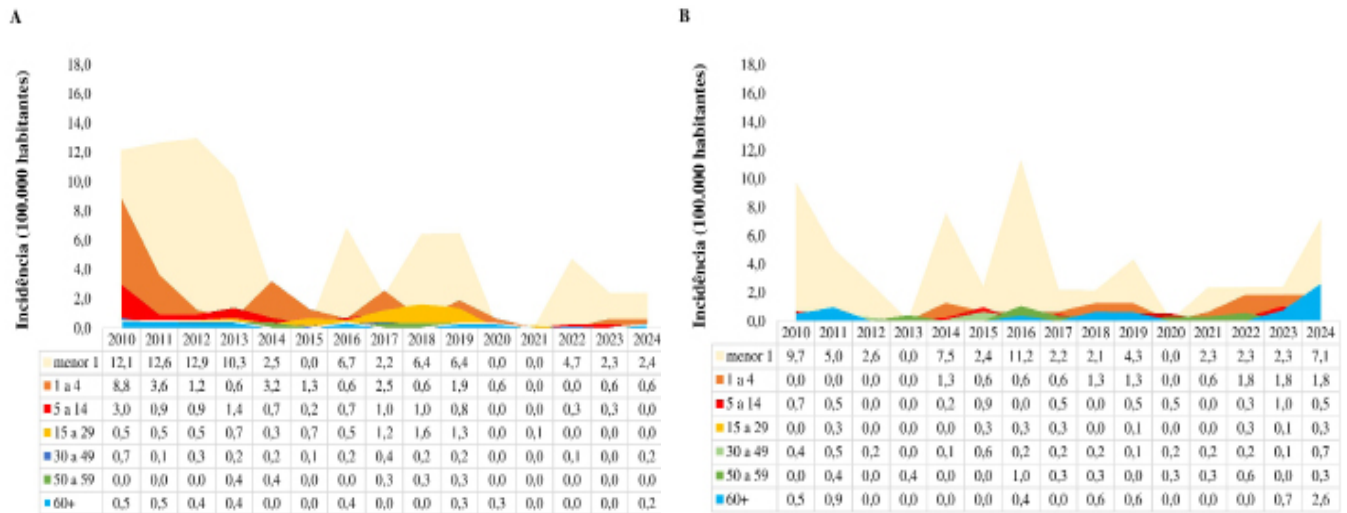 A
Incidência (100.000 habitantes)
18,0
16,0
14,0
12,0
10,0
8,0
6,0
4,0
2,0
0,0
2010 2011 2012 2013 2014 2015 2016 2017 2018 2019 2020 2021 2022 2023 2024
menor 1 12,1 12,6 12,9 10,3 2,5 0,0 6,7 2,2 6,4 6,4 0,0 0,0 4,7 2,3 2,4
1 a 4 8,8 3,6 1,2 0,6 3,2 1,3 0,6 2,5 0,6 1,9 0,6 0,0 0,0 0,6 0,6
5 a 14 3,0 0,9 0,9 1,4 0,7 0,2 0,7 1,0 1,0 0,8 0,0 0,0 0,3 0,3 0,0
15 a 29 0,5 0,5 0,5 0,7 0,3 0,7 0,5 1,2 1,6 1,3 0,0 0,1 0,0 0,0 0,0
30 a 49 0,7 0,1 0,3 0,2 0,2 0,1 0,2 0,4 0,2 0,2 0,0 0,0 0,1 0,0 0,2
50 a 59 0,0 0,0 0,0 0,4 0,4 0,0 0,0 0,3 0,3 0,3 0,0 0,0 0,0 0,0 0,0
60+ 0,5 0,5 0,4 0,4 0,0 0,0 0,4 0,0 0,0 0,3 0,3 0,0 0,0 0,0 0,2
B
Incidência (100.000 habitantes)
18,0
16,0
14,0
12,0
10,0
8,0
6,0
4,0
2,0
0,0
2010 2011 2012 2013 2014 2015 2016 2017 2018 2019 2020 2021 2022 2023 2024
menor 1 9,7 5,0 2,6 0,0 7,5 2,4 11,2 2,2 2,1 4,3 0,0 2,3 2,3 2,3 7,1
1 a 4 0,0 0,0 0,0 0,0 1,3 0,6 0,6 0,6 1,3 1,3 0,0 0,6 1,8 1,8 1,8
5 a 14 0,7 0,5 0,0 0,0 0,2 0,9 0,0 0,5 0,0 0,5 0,5 0,0 0,3 1,0 0,5
15 a 29 0,0 0,3 0,0 0,0 0,0 0,3 0,3 0,3 0,0 0,1 0,0 0,0 0,3 0,1 0,3
30 a 49 0,4 0,5 0,2 0,0 0,1 0,6 0,2 0,2 0,2 0,1 0,2 0,2 0,2 0,1 0,7
50 a 59 0,0 0,4 0,0 0,4 0,0 0,0 1,0 0,3 0,3 0,0 0,3 0,3 0,6 0,0 0,3
60+ 0,5 0,9 0,0 0,0 0,0 0,0 0,4 0,0 0,6 0,6 0,0 0,0 0,0 0,7 2,6